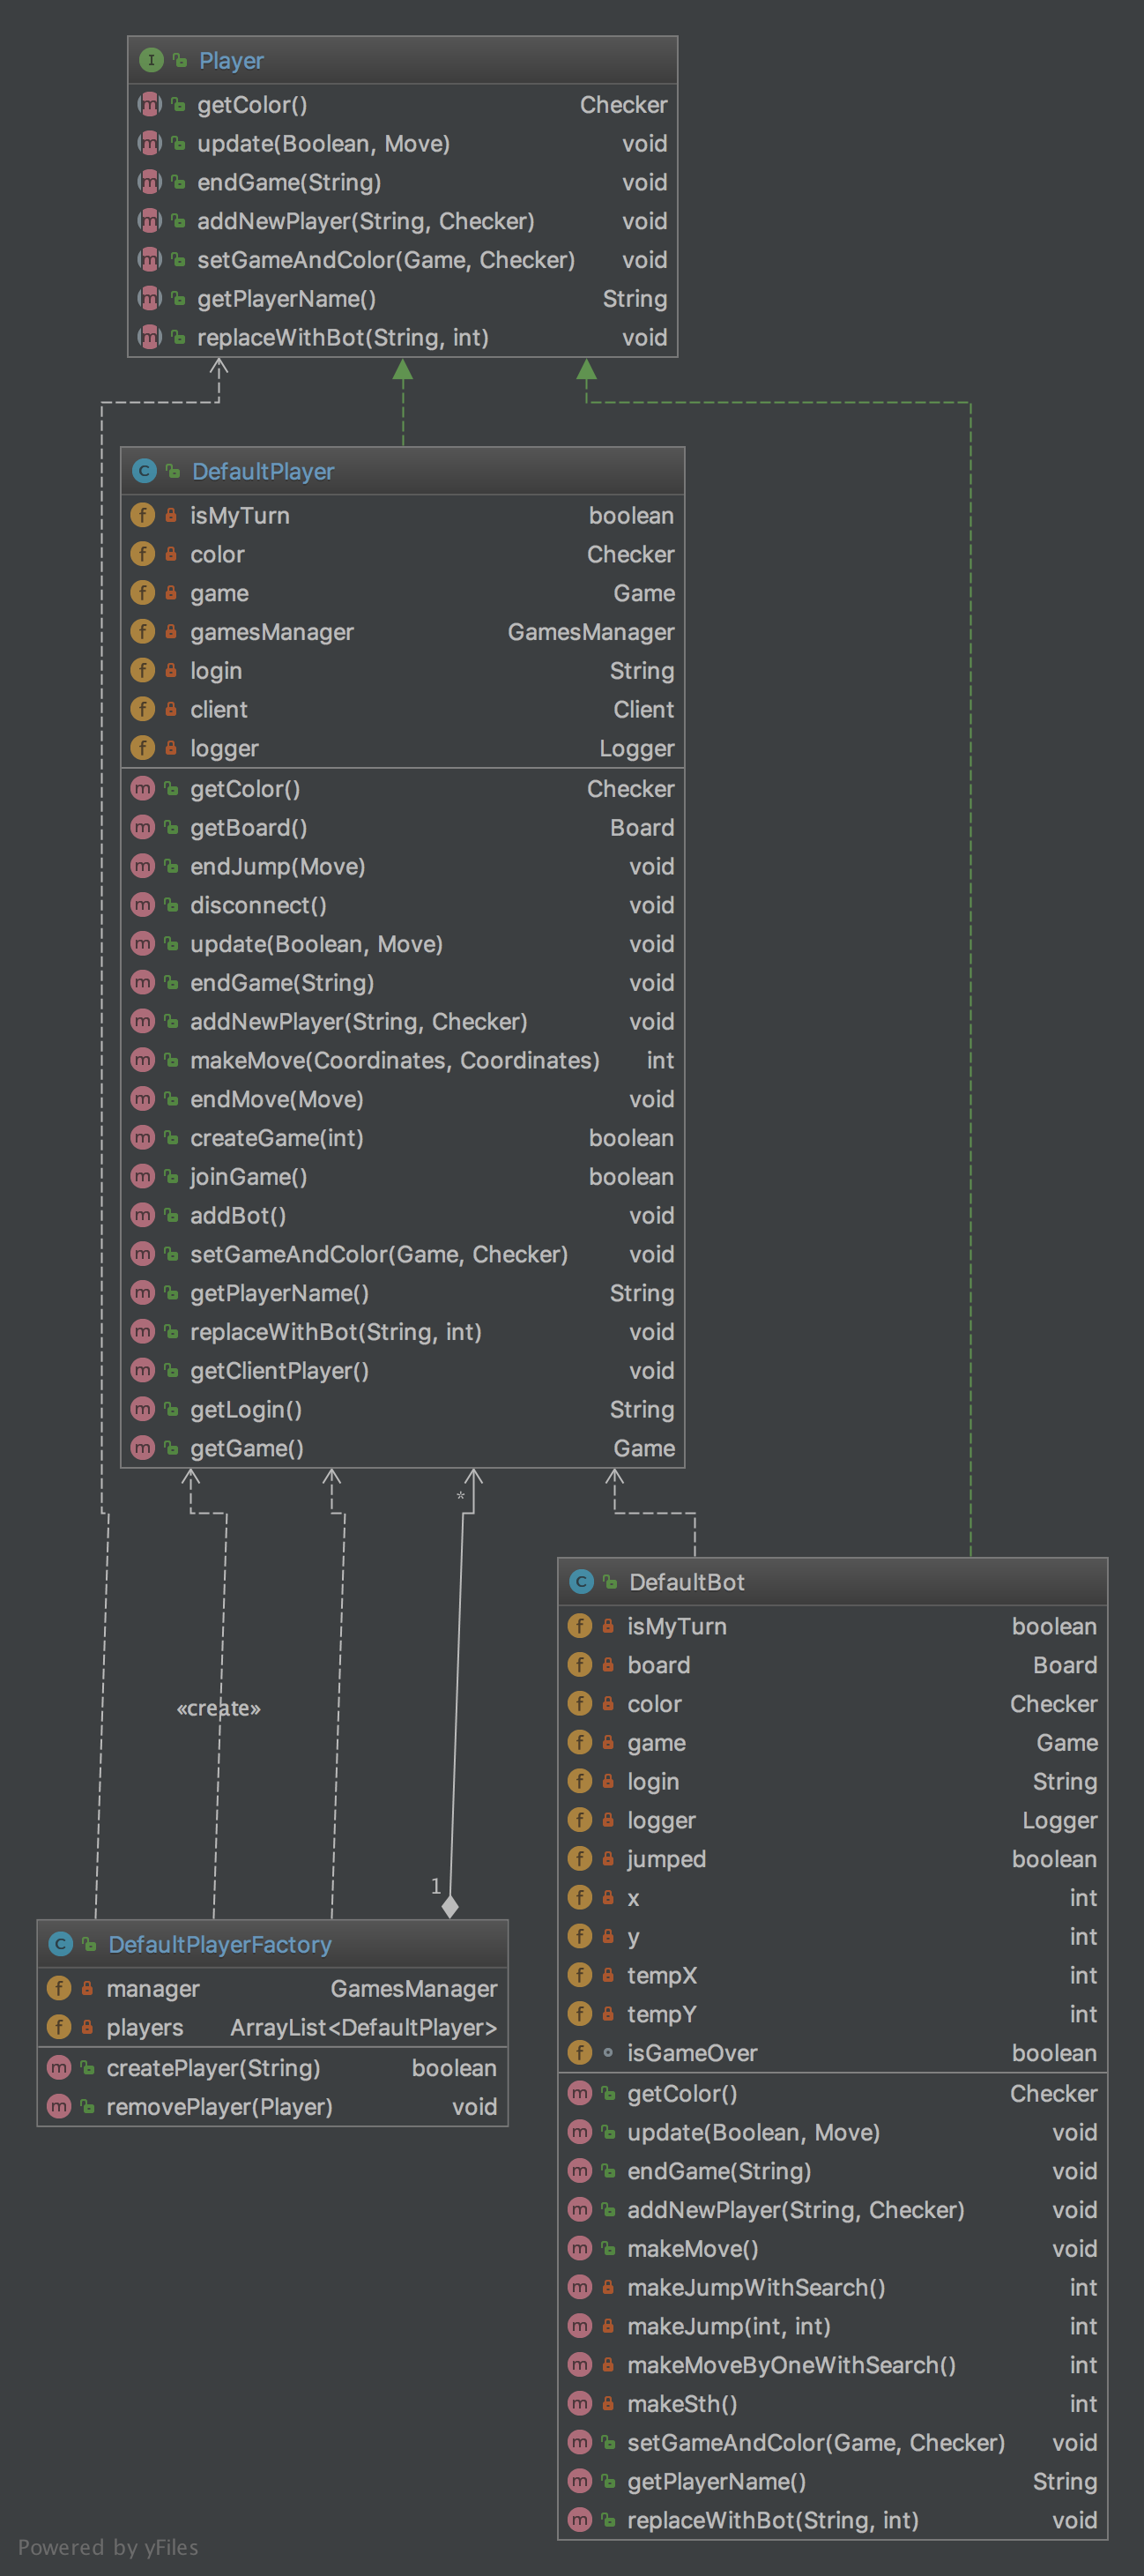 I Player
m getColor() Checker
m update(Boolean, Move) void
m endGame(String) void
m addNewPlayer(String, Checker) void
m setGameAndColor(Game, Checker) void
m getPlayerName() String
m replaceWithBot(String, int) void
C DefaultPlayer
f isMyTurn boolean
f color Checker
f game Game
f gamesManager GamesManager
f login String
f client Client
f logger Logger
m getColor() Checker
m getBoard() Board
m endJump(Move) void
m disconnect() void
m update(Boolean, Move) void
m endGame(String) void
m addNewPlayer(String, Checker) void
m makeMove(Coordinates, Coordinates) int
m endMove(Move) void
m createGame(int) boolean
m joinGame() boolean
m addBot() void
m setGameAndColor(Game, Checker) void
m getPlayerName() String
m replaceWithBot(String, int) void
m getClientPlayer() void
m getLogin() String
m getGame() Game
*
«create»
1
C DefaultPlayerFactory
f manager GamesManager
f players ArrayList<DefaultPlayer>
m createPlayer(String) boolean
m removePlayer(Player) void
C DefaultBot
f isMyTurn boolean
f board Board
f color Checker
f game Game
f login String
f logger Logger
f jumped boolean
f x int
f y int
f tempX int
f tempY int
f isGameOver boolean
m getColor() Checker
m update(Boolean, Move) void
m endGame(String) void
m addNewPlayer(String, Checker) void
m makeMove() void
m makeJumpWithSearch() int
m makeJump(int, int) int
m makeMoveByOneWithSearch() int
m makeSth() int
m setGameAndColor(Game, Checker) void
m getPlayerName() String
m replaceWithBot(String, int) void
Powered by yFiles